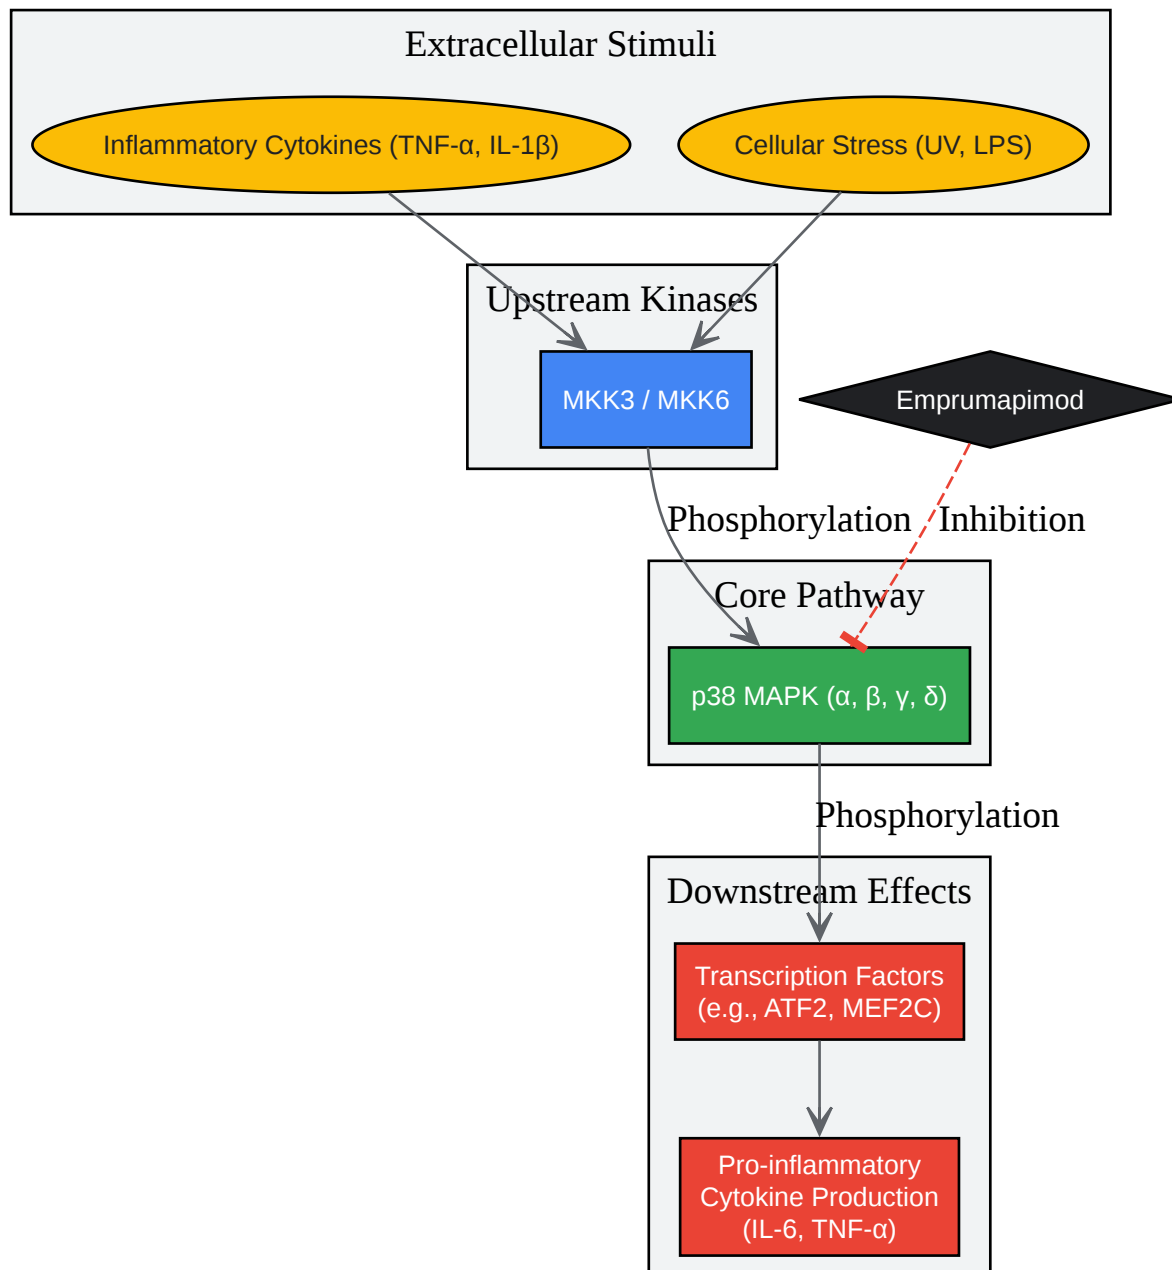 Extracellular Stimuli
Inflammatory Cytokines (TNF-α, IL-1β)
Cellular Stress (UV, LPS)
Upstream Kinases
MKK3 / MKK6
Emprumapimod
Phosphorylation
Inhibition
Core Pathway
p38 MAPK (α, β, γ, δ)
Phosphorylation
Downstream Effects
Transcription Factors
(e.g., ATF2, MEF2C)
Pro-inflammatory
Cytokine Production
(IL-6, TNF-α)